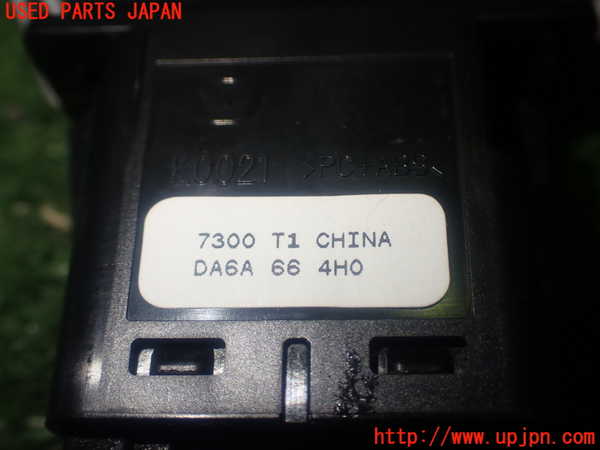 USED PARTS JAPAN
K0021 >PC+ABS<
7300 T1 CHINA
DA6A 66 4H0
http://www.upjpn.com/